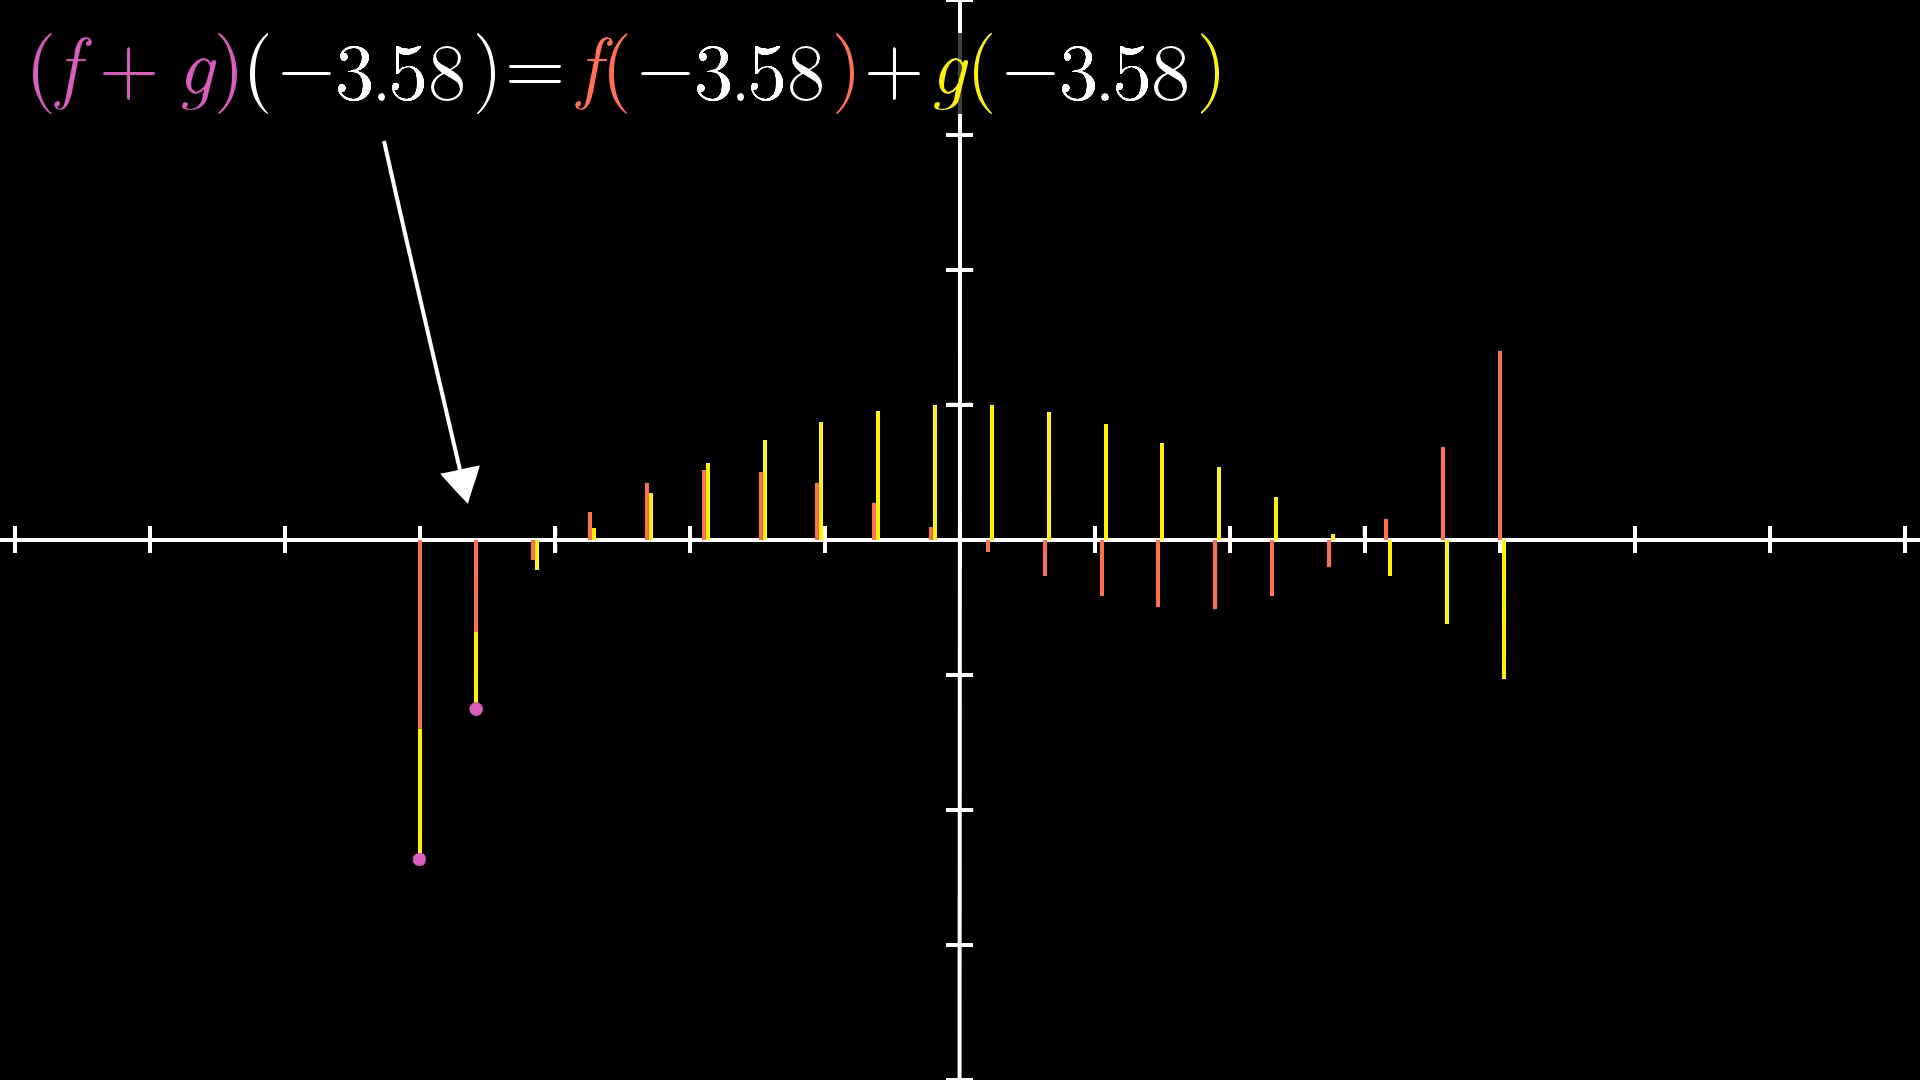 (f + g)(−3.58) = f(−3.58) + g(−3.58)